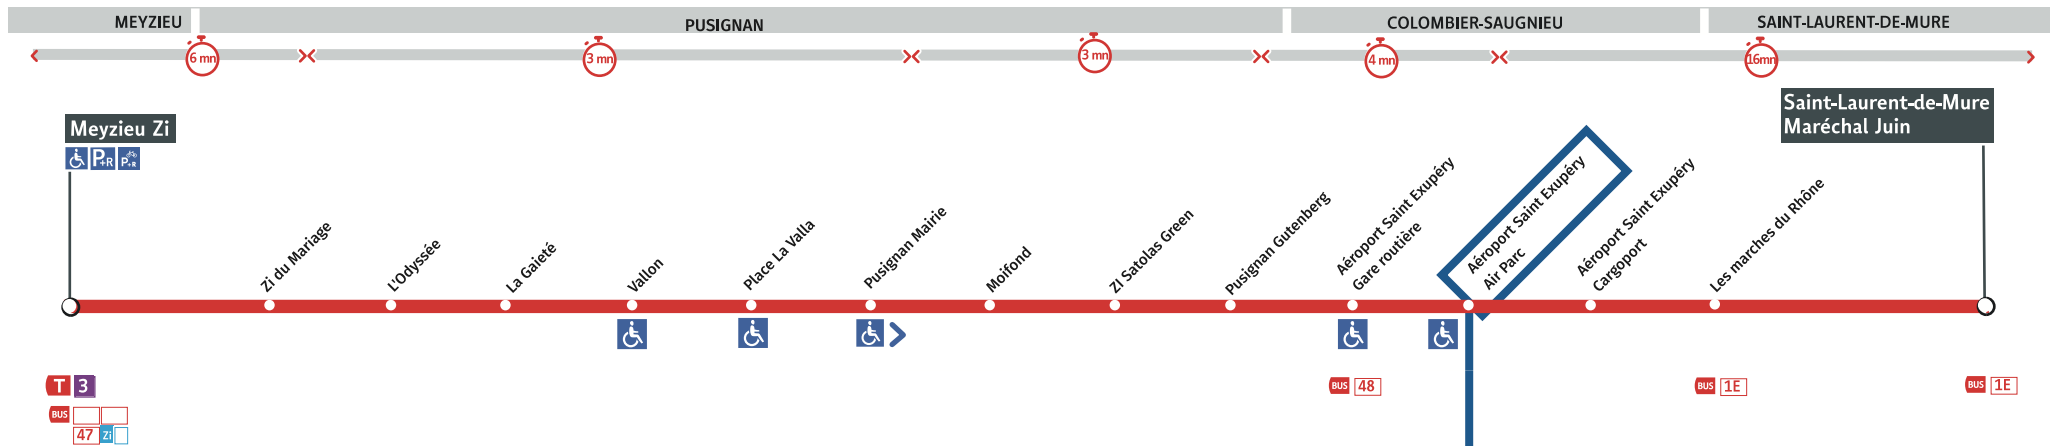 MEYZIEU
PUSIGNAN
COLOMBIER-SAUGNIEU
SAINT-LAURENT-DE-MURE
6 mn
3 mn
3 mn
4 mn
16mn
Meyzieu Zi
P+R
P+R
Saint-Laurent-de-Mure
Maréchal Juin
Zi du Mariage
L'Odyssée
La Gaieté
Vallon
Place La Valla
Pusignan Mairie
Moifond
ZI Satolas Green
Pusignan Gutenberg
Aéroport Saint Exupéry
Gare routière
Aéroport Saint Exupéry
Air Parc
Aéroport Saint Exupéry
Cargoport
Les marches du Rhône
T 3
BUS
47 Zi
BUS 48
BUS 1E
BUS 1E